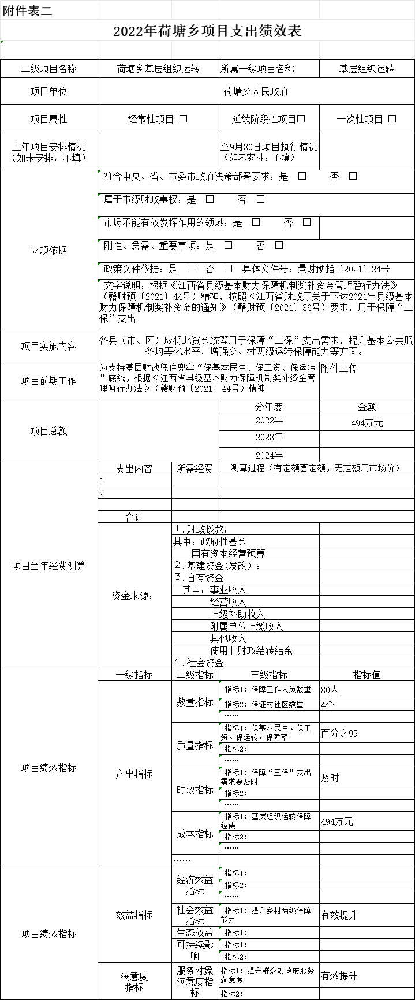 附件表二
2022年荷塘乡项目支出绩效表
二级项目名称 荷塘乡基层组织运转 所属一级项目名称 基层组织运转
项目单位 荷塘乡人民政府
项目属性 经常性项目 □ 延续阶段性项目□ 一次性项目 □
上年项目安排情况
（如未安排，不填）
至9月30日项目执行情况
（如未安排，不填）
立项依据
符合中央、省、市委市政府决策部署要求：是 □ 否 □
属于市级财政事权：是 □ 否 □
市场不能有效发挥作用的领域：是 □ 否 □
刚性、急需、重要事项：是 □ 否 □
政策文件依据：是 □ 否 □ 具体文件号：景财预指〔2021〕24号
文字说明：根据《江西省县级基本财力保障机制奖补资金管理暂行办法》
（赣财预〔2021〕44号）精神，按照《江西省财政厅关于下达2021年县级基本
财力保障机制奖补资金的通知》（赣财预〔2021〕36号）要求，用于保障“三
保”支出
项目实施内容
各县（市、区）应将此资金统筹用于保障“三保”支出需求，提升基本公共服
务均等化水平，增强乡、村两级运转保障能力等方面。
项目前期工作
为支持基层财政兜住兜牢“保基本民生、保工资、保运转
”底线，根据《江西省县级基本财力保障机制奖补资金管
理暂行办法》（赣财预〔2021〕44号）精神
附件上传
项目总额
分年度 金额
2022年 494万元
2023年
2024年
项目当年经费测算
支出内容 所需经费 测算过程（有定额套定额，无定额用市场价）
1
2
合计
资金来源：
１.财政拨款：
其中：政府性基金
国有资本经营预算
２.基建资金(发改）：
３.自有资金
其中：事业收入
经营收入
上级补助收入
附属单位上缴收入
其他收入
使用非财政结转结余
４.社会资金
项目绩效指标
一级指标 二级指标 三级指标 指标值
产出指标
数量指标
指标1：保障工作人员数量 80人
指标2：保证村社区数量 4个
……
质量指标
指标1：保基本民生、保工
资、保运转，保障率
百分之95
指标2：
……
时效指标
指标1：保障“三保”支出
需求要及时
及时
指标2：
……
成本指标
指标1：基层组织运转保障
经费
494万元
指标2：
……
……
项目绩效指标
效益指标
经济效益
指标
指标1：
指标2：
……
社会效益
指标
指标1：提升乡村两级保障
能力
有效提升
生态效益
指标1：
可持续影
响
指标1：
指标2：
满意度
指标
服务对象
满意度指
标
指标1：提升群众对政府服务
满意度
有效提升
指标2：